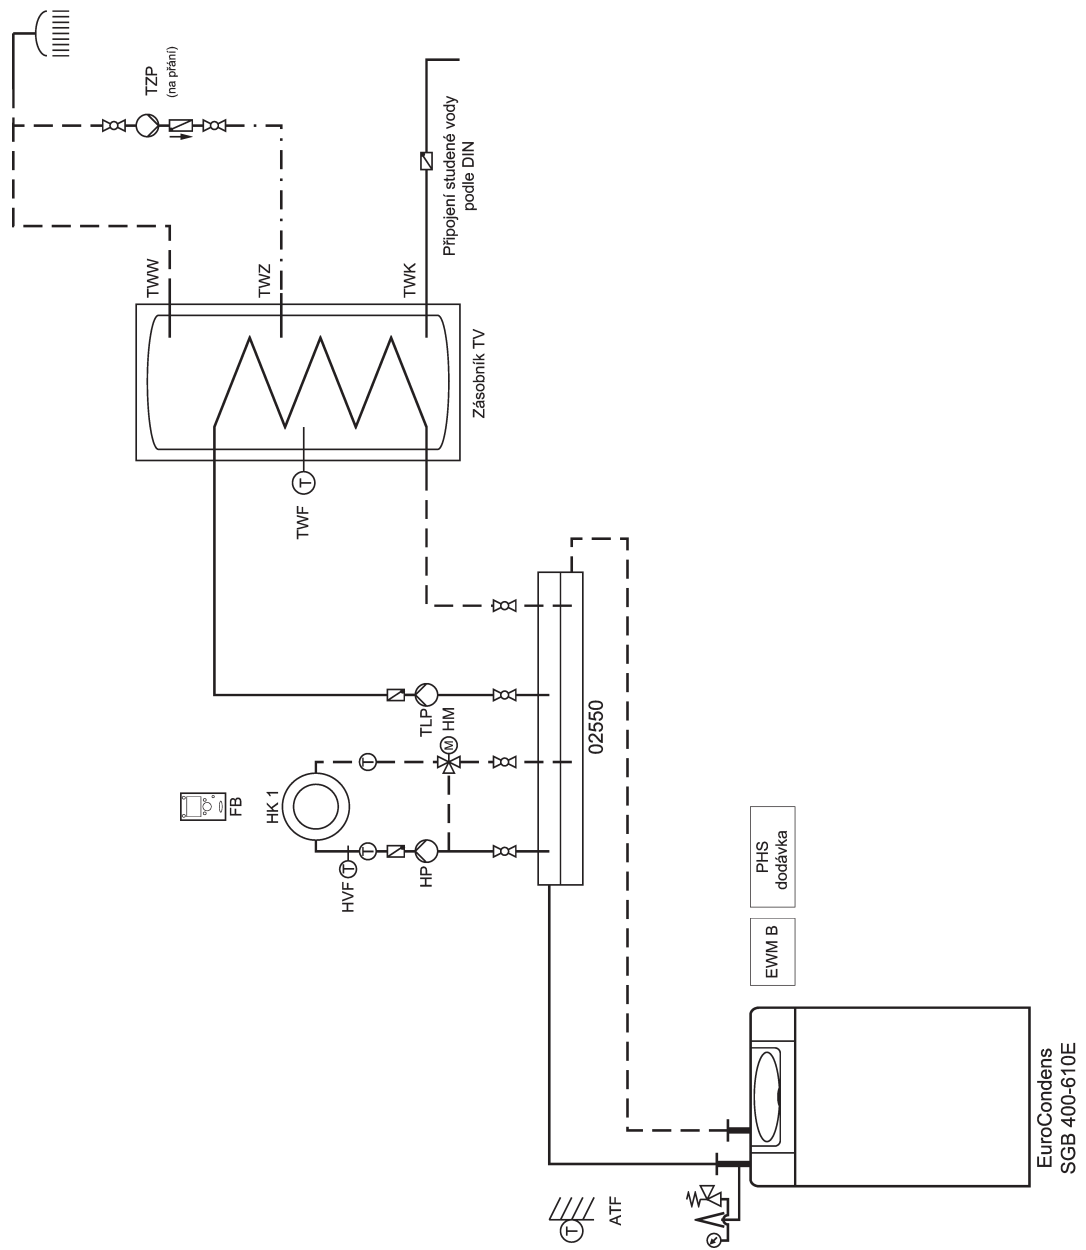 TZP
(na přání)
Připojení studené vody
podle DIN
TWW
TWZ
TWK
Zásobník TV
T
TWF
TLP
HM
M
T
HK 1
FB
T
T
HVF
HP
02550
PHS
dodávka
EWM B
EuroCondens
SGB 400-610E
T
ATF